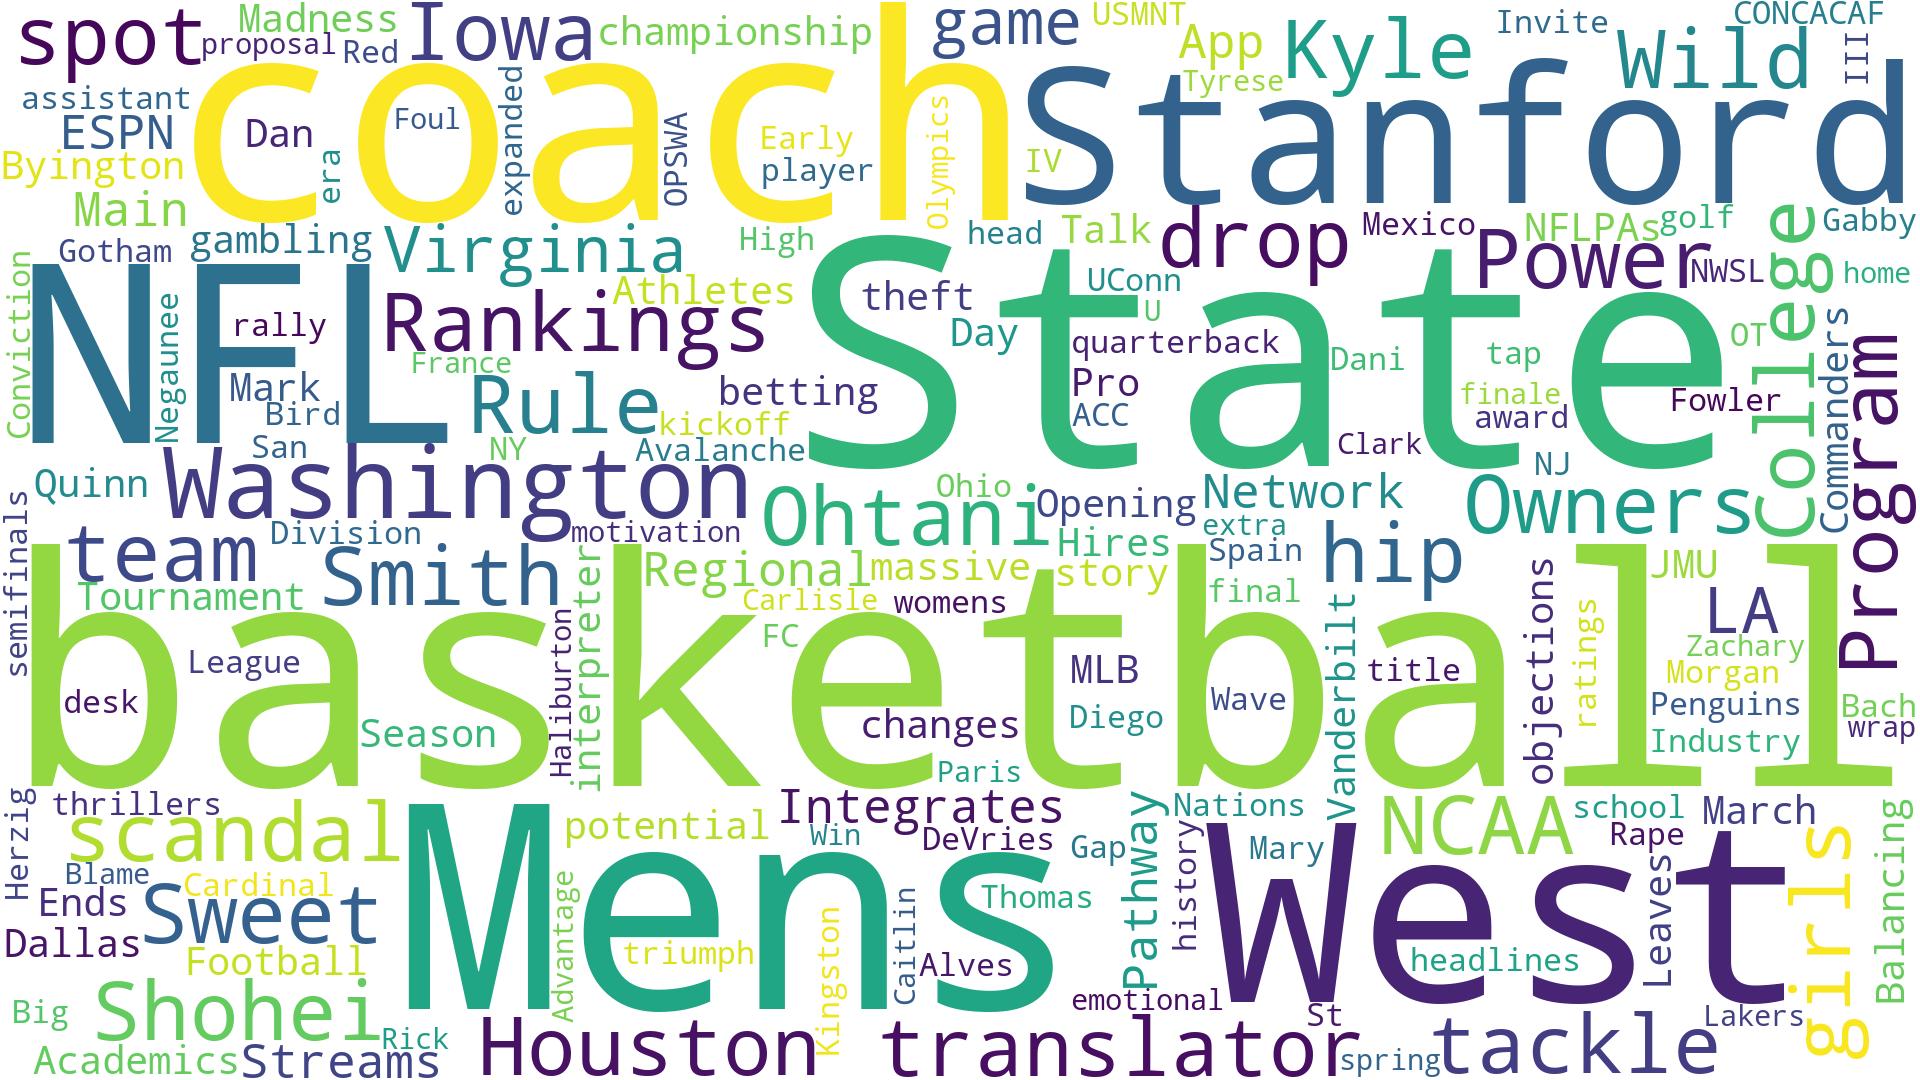 spot
proposal
Madness
Red
Iowa
championship
game
USMNT
App
Tyrese
Kyle
Invite
Wild
CONCACAF
III
assistant
ESPN
Byington
Main
Dan
era
coach
Foul
expanded
OPSWA
Early
player
Olympics
IV
Stanford
Gotham
gambling
Virginia
High
head
Talk
drop
Mexico
Power
NFLPAs
golf
College
Gabby
NWSL
home
Conviction
NFL
Negaunee
rally
Mark
Bird
San
Rankings
France
Athletes
theft
Day
UConn
U
State
quarterback
Pro
ACC
Dani
tap
finale
award
Clark
NJ
OT
Fowler
Commanders
Program
Rule
betting
kickoff
NY
Avalanche
Quinn
Washington
Ohtani
Ohio
Opening
Network
extra
Owners
semifinals
team
Division
motivation
Smith
Tournament
interpreter
Regional
massive
Hires
story
Spain
final
hip
objections
JMU
LA
Zachary
Morgan
Penguins
Industry
Bach
wrap
basketball
Carlisle
womens
FC
League
desk
Season
Haliburton
changes
MLB
Diego
Wave
Vanderbilt
title
ratings
Paris
Herzig
thrillers
scandal
Mens
potential
Integrates
Win
DeVries
Gap
Pathway
Nations
history
Mary
West
NCAA
school
Rape
March
girls
Balancing
Blame
Cardinal
Ends
Sweet
Dallas
Football
Advantage
triumph
Kingston
Caitlin
Thomas
Alves
headlines
Leaves
Big
Shohei
Rick
Academics
Streams
Houston
translator
emotional
St
spring
tackle
Lakers